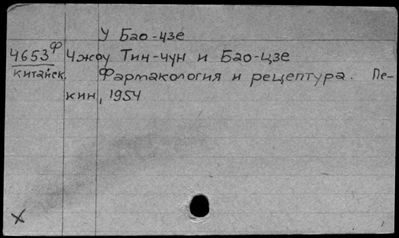 У Бао-цзе
4653ф Чжоу Тин-чун и Бао-цзе
китайск. Фармакология и рецептура. Пе-
кин, 1954
X